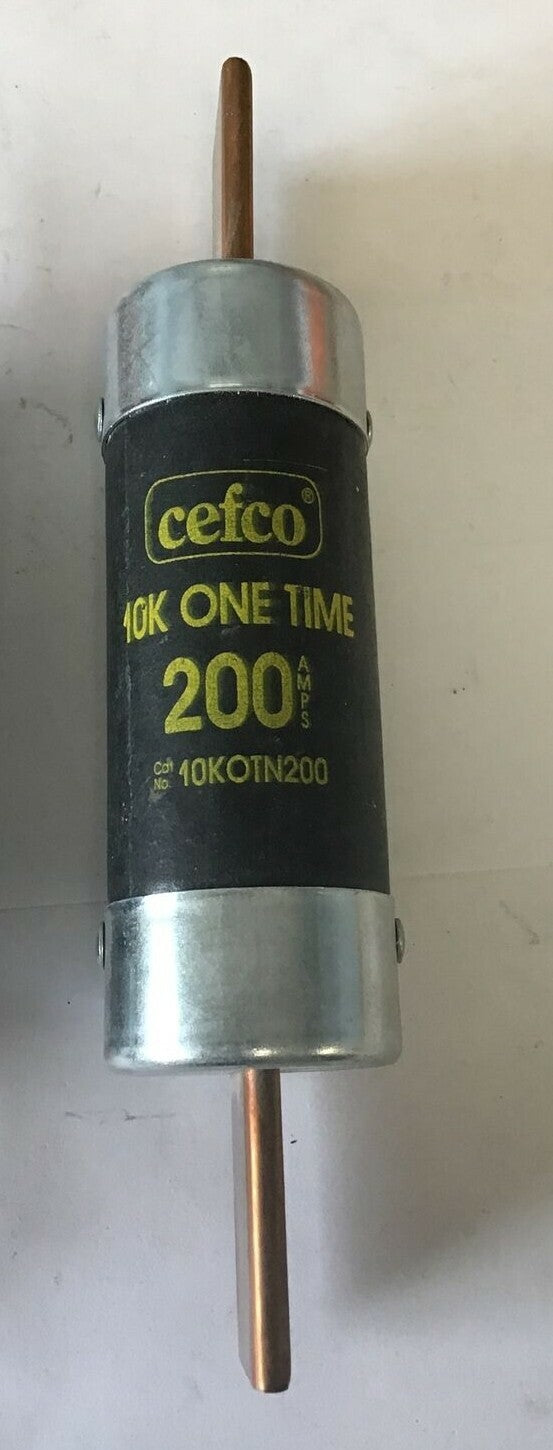 cefco®
10K ONE TIME
200 AMPS
Cat No. 10KOTN200